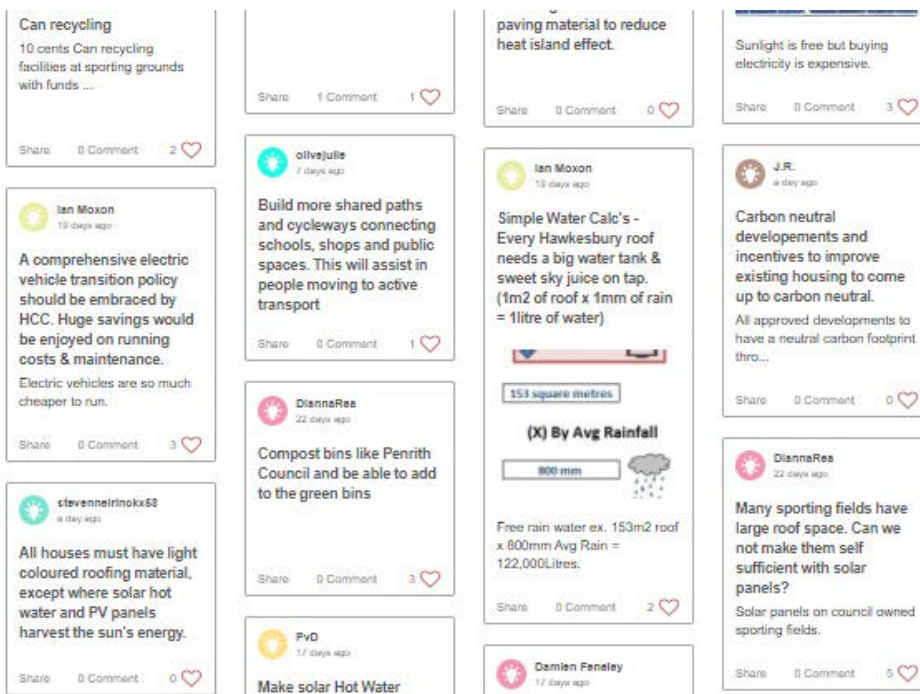 Can recycling
10 cents Can recycling
facilities at sporting grounds
with funds ...
Share 0 Comment 2
Ian Moxon
19 days ago
A comprehensive electric
vehicle transition policy
should be embraced by
HCC. Huge savings would
be enjoyed on running
costs & maintenance.
Electric vehicles are so much
cheaper to run.
Share 0 Comment 3
a day ago
All houses must have light
coloured roofing material,
except where solar hot
water and PV panels
harvest the sun's energy.
Share 0 Comment 0
Share 1 Comment 1
olivejulie
7 days ago
Build more shared paths
and cycleways connecting
schools, shops and public
spaces. This will assist in
people moving to active
transport
Share 0 Comment 1
DiannaRea
22 days ago
Compost bins like Penrith
Council and be able to add
to the green bins
Share 0 Comment 3
PvD
17 days ago
Make solar Hot Water
paving material to reduce
heat island effect.
Share 0 Comment 0
Ian Moxon
19 days ago
Simple Water Calc's -
Every Hawkesbury roof
needs a big water tank &
sweet sky juice on tap.
(1m2 of roof x 1mm of rain
= 1litre of water)
153 square metres
(X) By Avg Rainfall
800 mm
Free rain water ex. 153m2 roof
x 800mm Avg Rain =
122,000Litres.
Share 0 Comment 2
Damien Feneley
17 days ago
Sunlight is free but buying
electricity is expensive.
Share 0 Comment 3
J.R.
a day ago
Carbon neutral
developements and
incentives to improve
existing housing to come
up to carbon neutral.
All approved developments to
have a neutral carbon footprint
thro...
Share 0 Comment 0
DiannaRea
22 days ago
Many sporting fields have
large roof space. Can we
not make them self
sufficient with solar
panels?
Solar panels on council owned
sporting fields.
Share 0 Comment 5